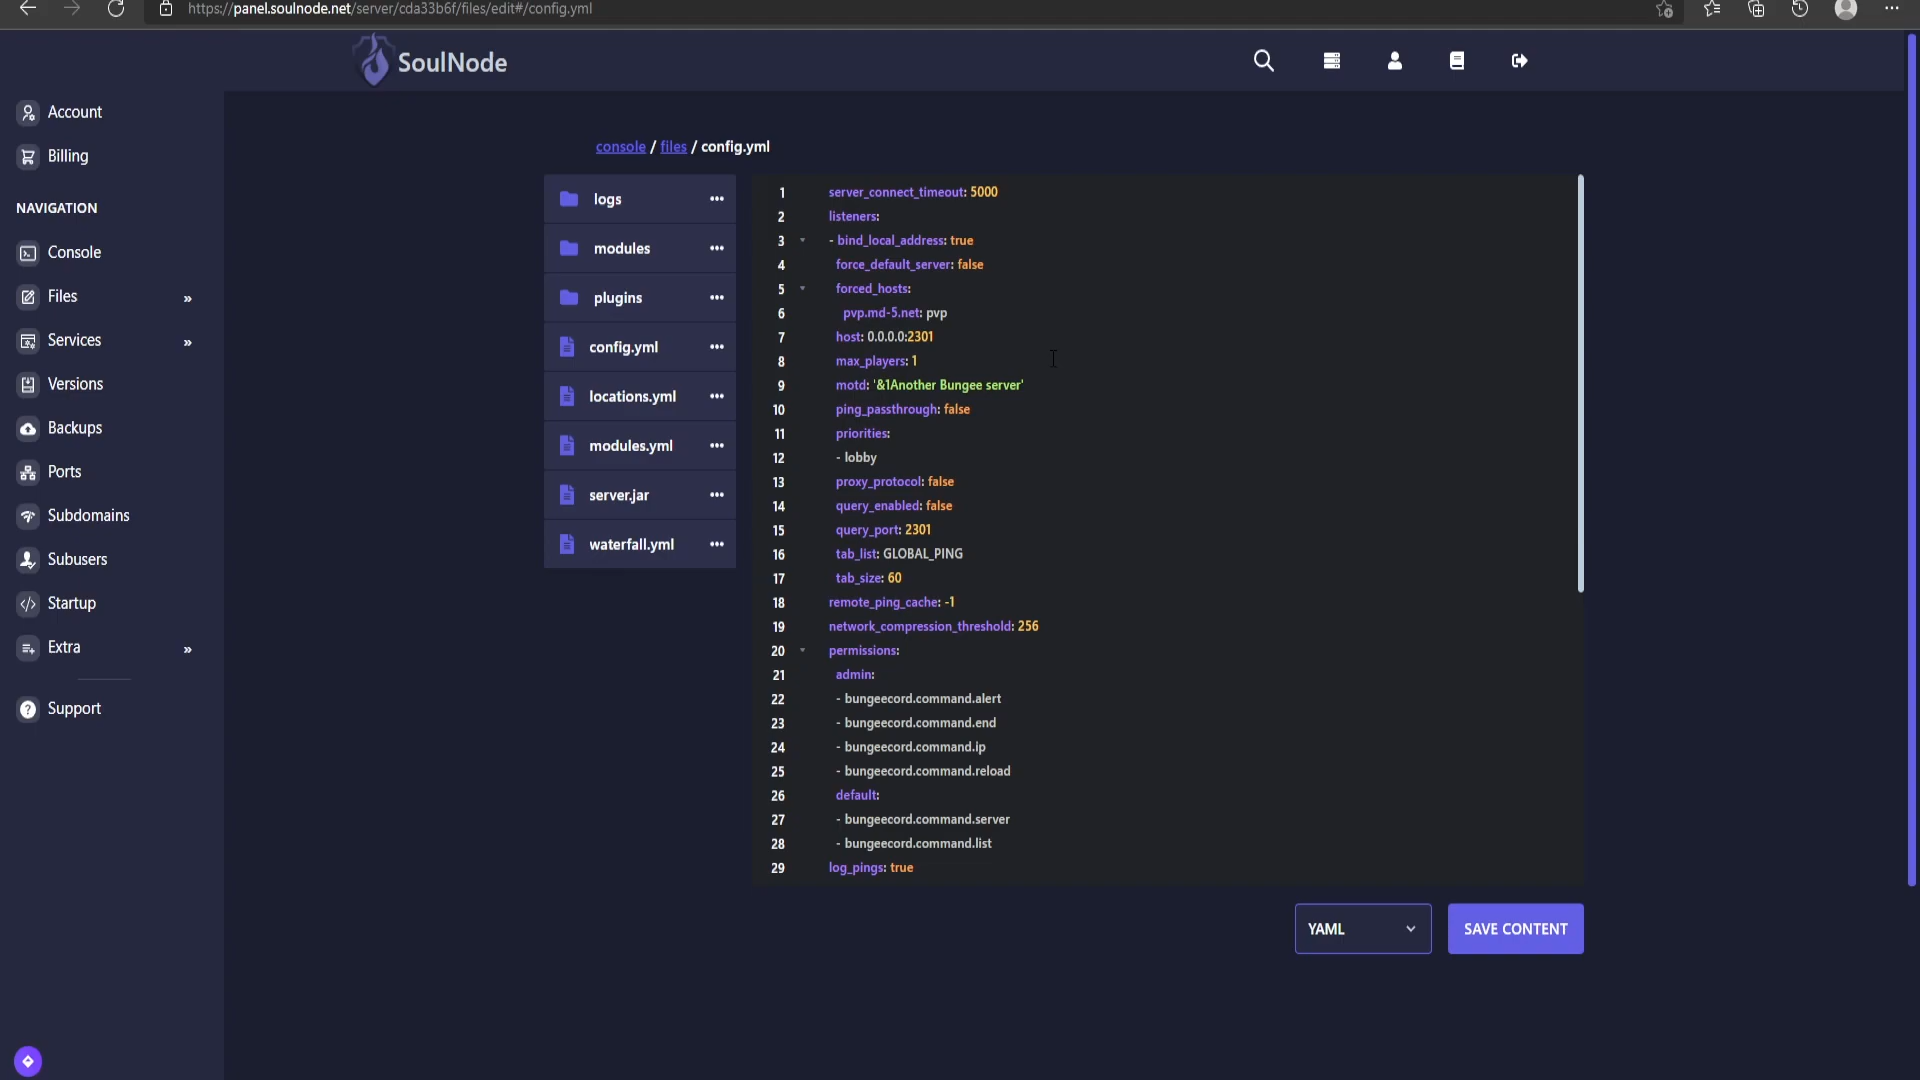 https://panel.soulnode.net/server/cda33b6f/files/edit#/config.yml
SoulNode
Account
Billing
NAVIGATION
Console
Files »
Services »
Versions
Backups
Ports
Subdomains
Subusers
Startup
Extra »
Support
console / files / config.yml
logs •••
modules •••
plugins •••
config.yml •••
locations.yml •••
modules.yml •••
server.jar •••
waterfall.yml •••
1 server_connect_timeout: 5000
2 listeners:
3 - bind_local_address: true
4 force_default_server: false
5 forced_hosts:
6 pvp.md-5.net: pvp
7 host: 0.0.0.0:2301
8 max_players: 1
9 motd: '&1Another Bungee server'
10 ping_passthrough: false
11 priorities:
12 - lobby
13 proxy_protocol: false
14 query_enabled: false
15 query_port: 2301
16 tab_list: GLOBAL_PING
17 tab_size: 60
18 remote_ping_cache: -1
19 network_compression_threshold: 256
20 permissions:
21 admin:
22 - bungeecord.command.alert
23 - bungeecord.command.end
24 - bungeecord.command.ip
25 - bungeecord.command.reload
26 default:
27 - bungeecord.command.server
28 - bungeecord.command.list
29 log_pings: true
YAML
SAVE CONTENT